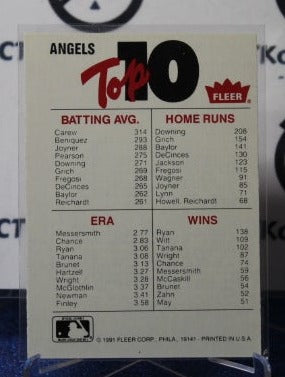 ANGELS
Top 10
FLEER
BATTING AVG.
Carew 314
Beniquez 293
Joyner 288
Pearson 275
Downing 271
Grich 269
Fregosi 268
DeCinces 265
Baylor 262
Reichardt 261
HOME RUNS
Downing 208
Grich 154
Baylor 141
DeCinces 130
Jackson 123
Fregosi 115
Wagner 91
Joyner 85
Lynn 71
Howell, Reichardt 68
ERA
Messersmith 2.77
Chance 2.83
Ryan 3.06
Tanana 3.08
Brunet 3.13
Hartzell 3.27
Wright 3.28
McGlothlin 3.37
Newman 3.41
Finley 3.58
WINS
Ryan 138
Witt 109
Tanana 102
Wright 87
Chance 74
Messersmith 59
McCaskill 56
Brunet 54
Zahn 52
May 51
© 1991 FLEER CORP., PHILA., 19141 - PRINTED IN U.S.A.